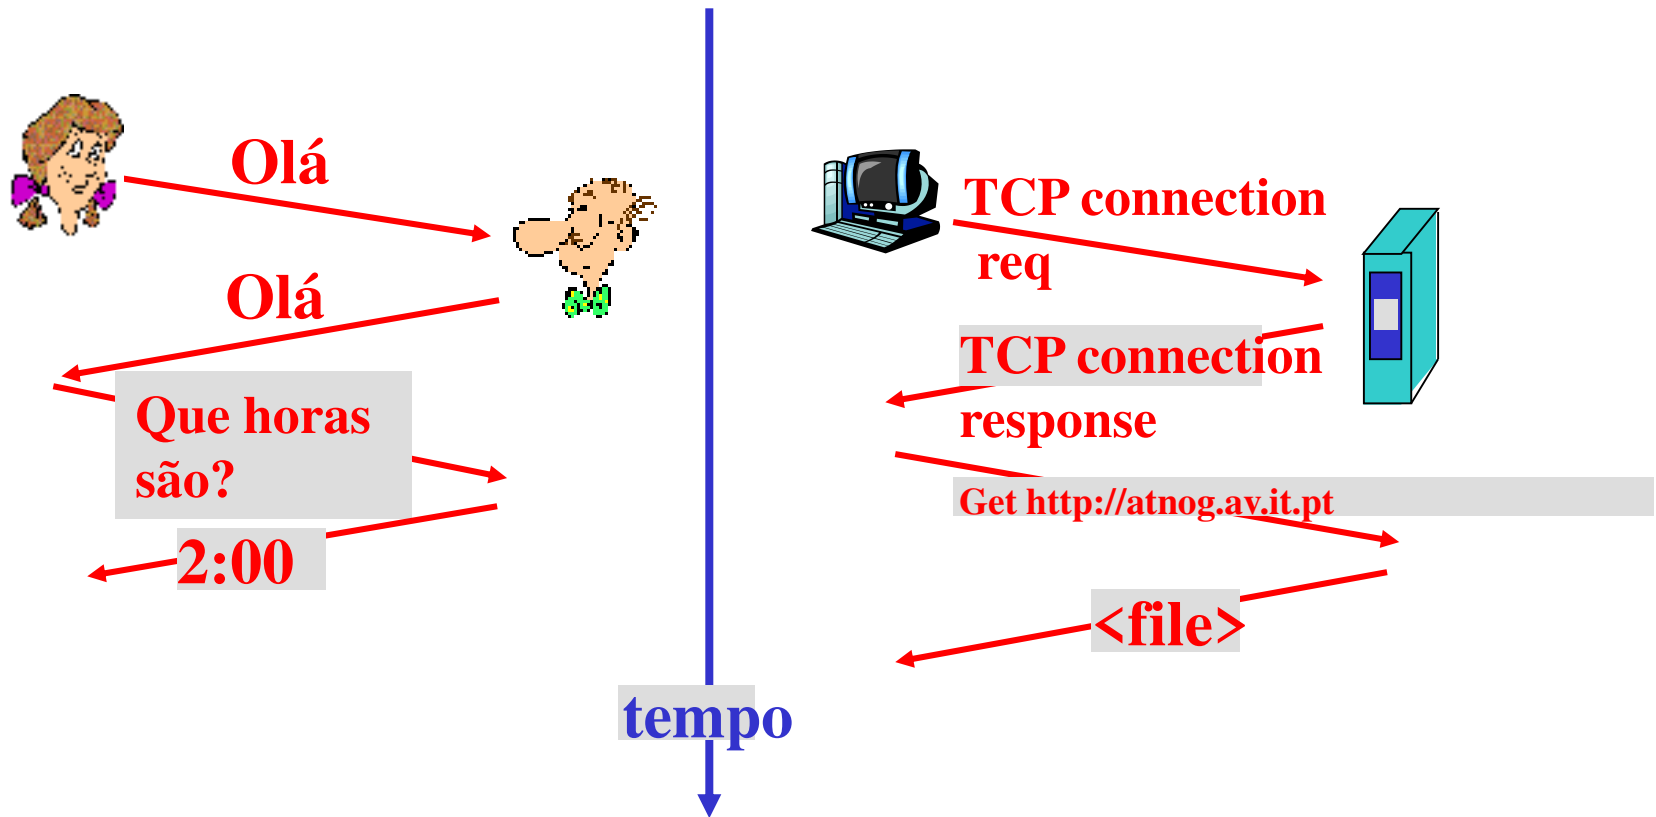 Olá
Olá
Que horas
são?
2:00
tempo
TCP connection
req
TCP connection
response
Get http://atnog.av.it.pt
<file>